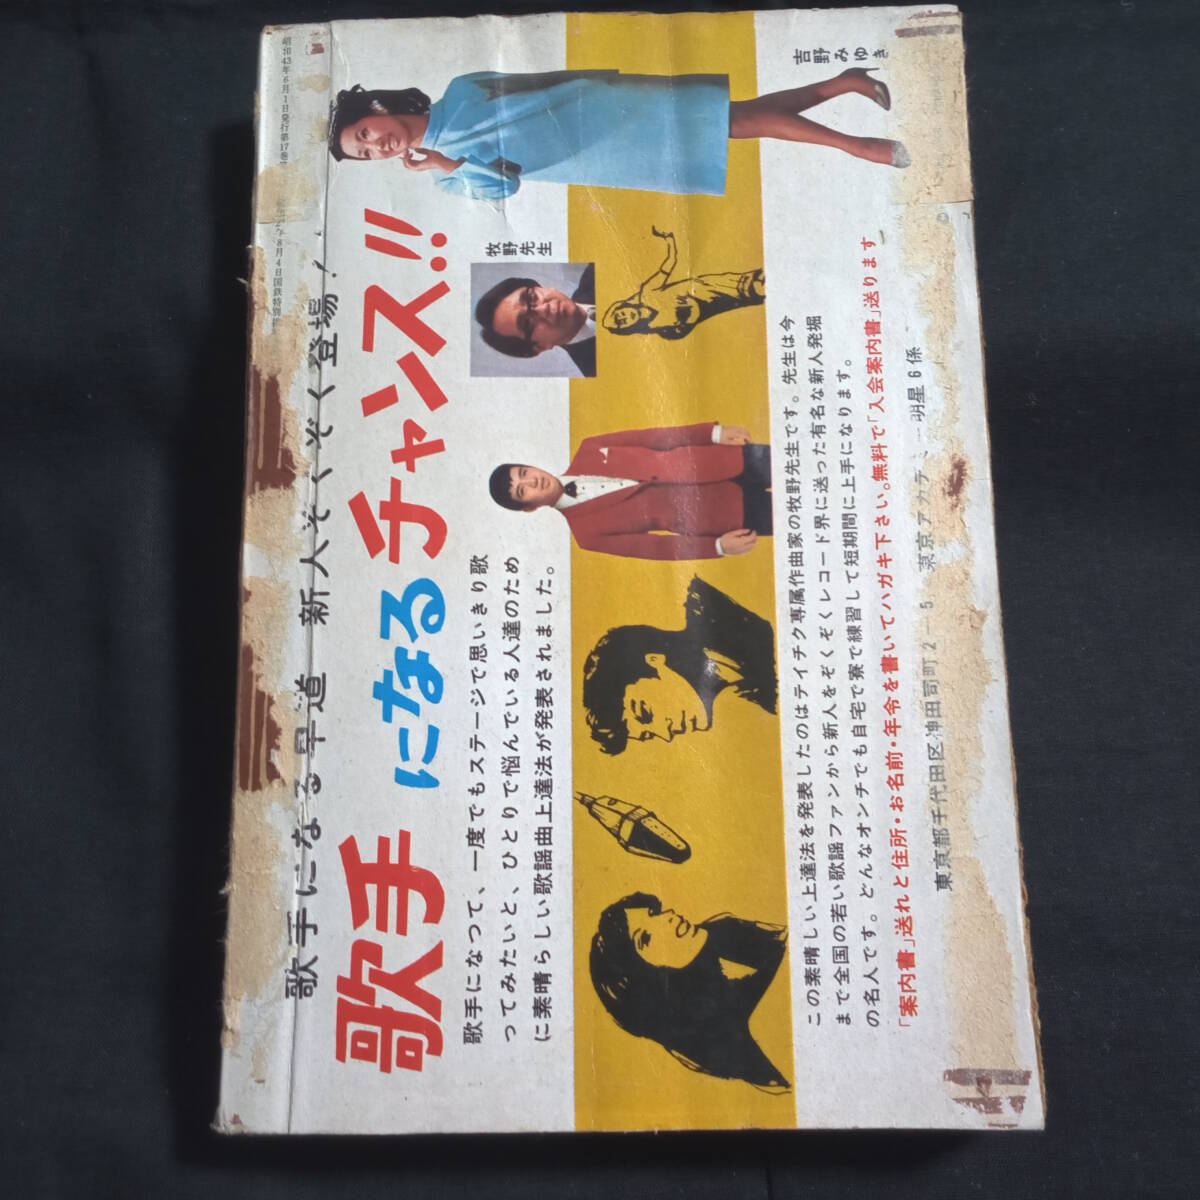 歌手になる早道 新人ぞくぞく登場!
歌手になるチャンス!!
歌手になつて、一度でもステージで思いきり歌
ってみたいと、ひとりで悩んでいる人達のため
に素晴らしい歌謡曲上達法が発表されました。
牧野先生
吉野みゆき
この素晴しい上達法を発表したのはテイチク専属作曲家の牧野先生です。先生は今
まで全国の若い歌謡ファンから新人をぞくぞくレコード界に送った有名な新人発堀
の名人です。どんなオンチでも自宅で寮で練習して短期間に上手になります。
「案内書」送れと住所・お名前・年令を書いてハガキ下さい。無料で「入会案内書」送ります
東京都千代田区神田司町2－5 東京アカデミー 明星6係